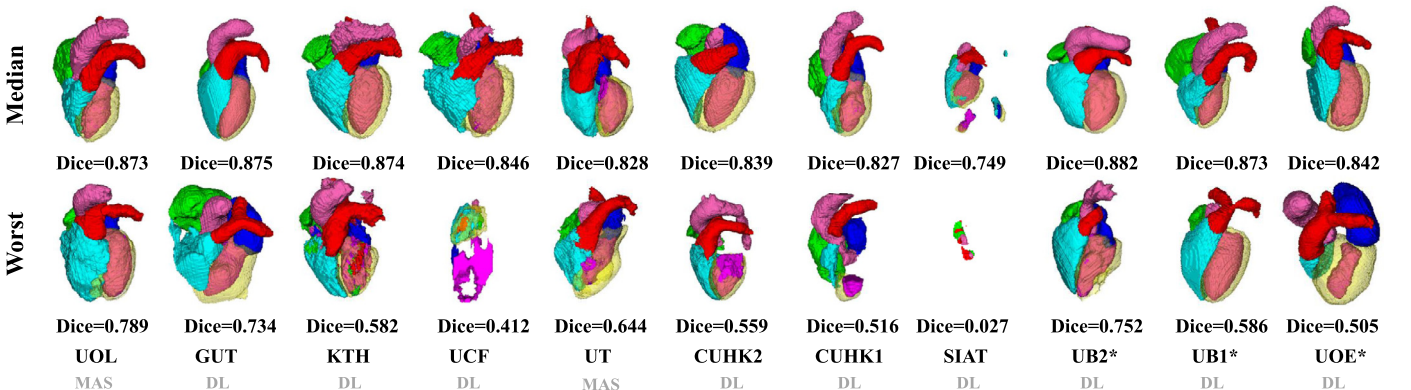 Median
Dice=0.873 Dice=0.875 Dice=0.874 Dice=0.846 Dice=0.828 Dice=0.839 Dice=0.827 Dice=0.749 Dice=0.882 Dice=0.873 Dice=0.842
Worst
Dice=0.789 Dice=0.734 Dice=0.582 Dice=0.412 Dice=0.644 Dice=0.559 Dice=0.516 Dice=0.027 Dice=0.752 Dice=0.586 Dice=0.505
UOL GUT KTH UCF UT CUHK2 CUHK1 SIAT UB2* UB1* UOE*
MAS DL DL DL MAS DL DL DL DL DL DL